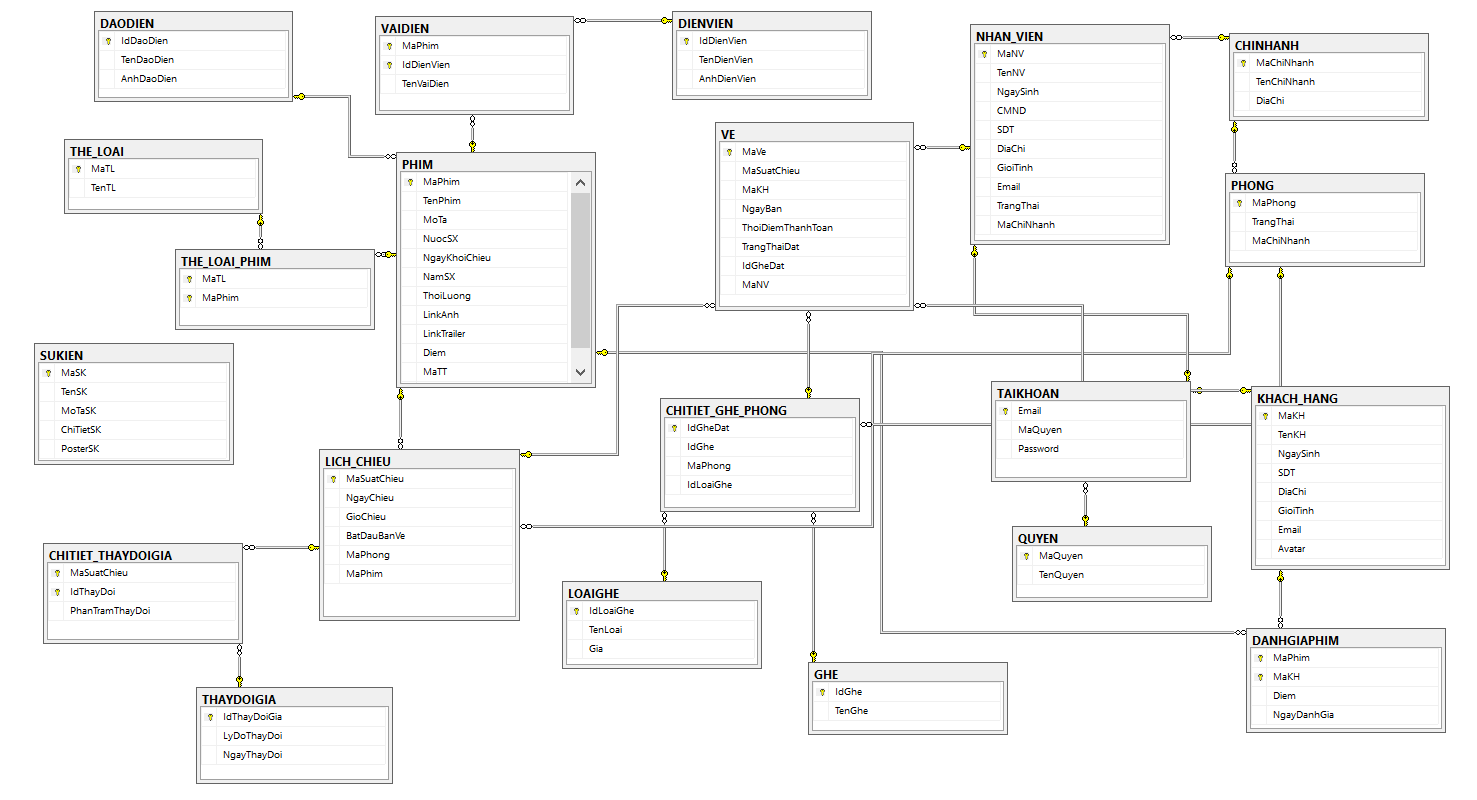 DAODIEN
IdDaoDien
TenDaoDien
AnhDaoDien
VAIDIEN
MaPhim
IdDienVien
TenVaiDien
DIENVIEN
IdDienVien
TenDienVien
AnhDienVien
NHAN_VIEN
MaNV
TenNV
NgaySinh
CMND
SDT
DiaChi
GioiTinh
Email
TrangThai
MaChiNhanh
CHINHANH
MaChiNhanh
TenChiNhanh
DiaChi
THE_LOAI
MaTL
TenTL
PHIM
MaPhim
TenPhim
MoTa
NuocSX
NgayKhoiChieu
NamSX
ThoiLuong
LinkAnh
LinkTrailer
Diem
MaTT
VE
MaVe
MaSuatChieu
MaKH
NgayBan
ThoiDiemThanhToan
TrangThaiDat
IdGheDat
MaNV
PHONG
MaPhong
TrangThai
MaChiNhanh
THE_LOAI_PHIM
MaTL
MaPhim
SUKIEN
MaSK
TenSK
MoTaSK
ChiTietSK
PosterSK
CHITIET_GHE_PHONG
IdGheDat
IdGhe
MaPhong
IdLoaiGhe
TAIKHOAN
Email
MaQuyen
Password
KHACH_HANG
MaKH
TenKH
NgaySinh
SDT
DiaChi
GioiTinh
Email
Avatar
LICH_CHIEU
MaSuatChieu
NgayChieu
GioChieu
BatDauBanVe
MaPhong
MaPhim
QUYEN
MaQuyen
TenQuyen
CHITIET_THAYDOIGIA
MaSuatChieu
IdThayDoi
PhanTramThayDoi
LOAIGHE
IdLoaiGhe
TenLoai
Gia
DANHGIAPHIM
MaPhim
MaKH
Diem
NgayDanhGia
GHE
IdGhe
TenGhe
THAYDOIGIA
IdThayDoiGia
LyDoThayDoi
NgayThayDoi